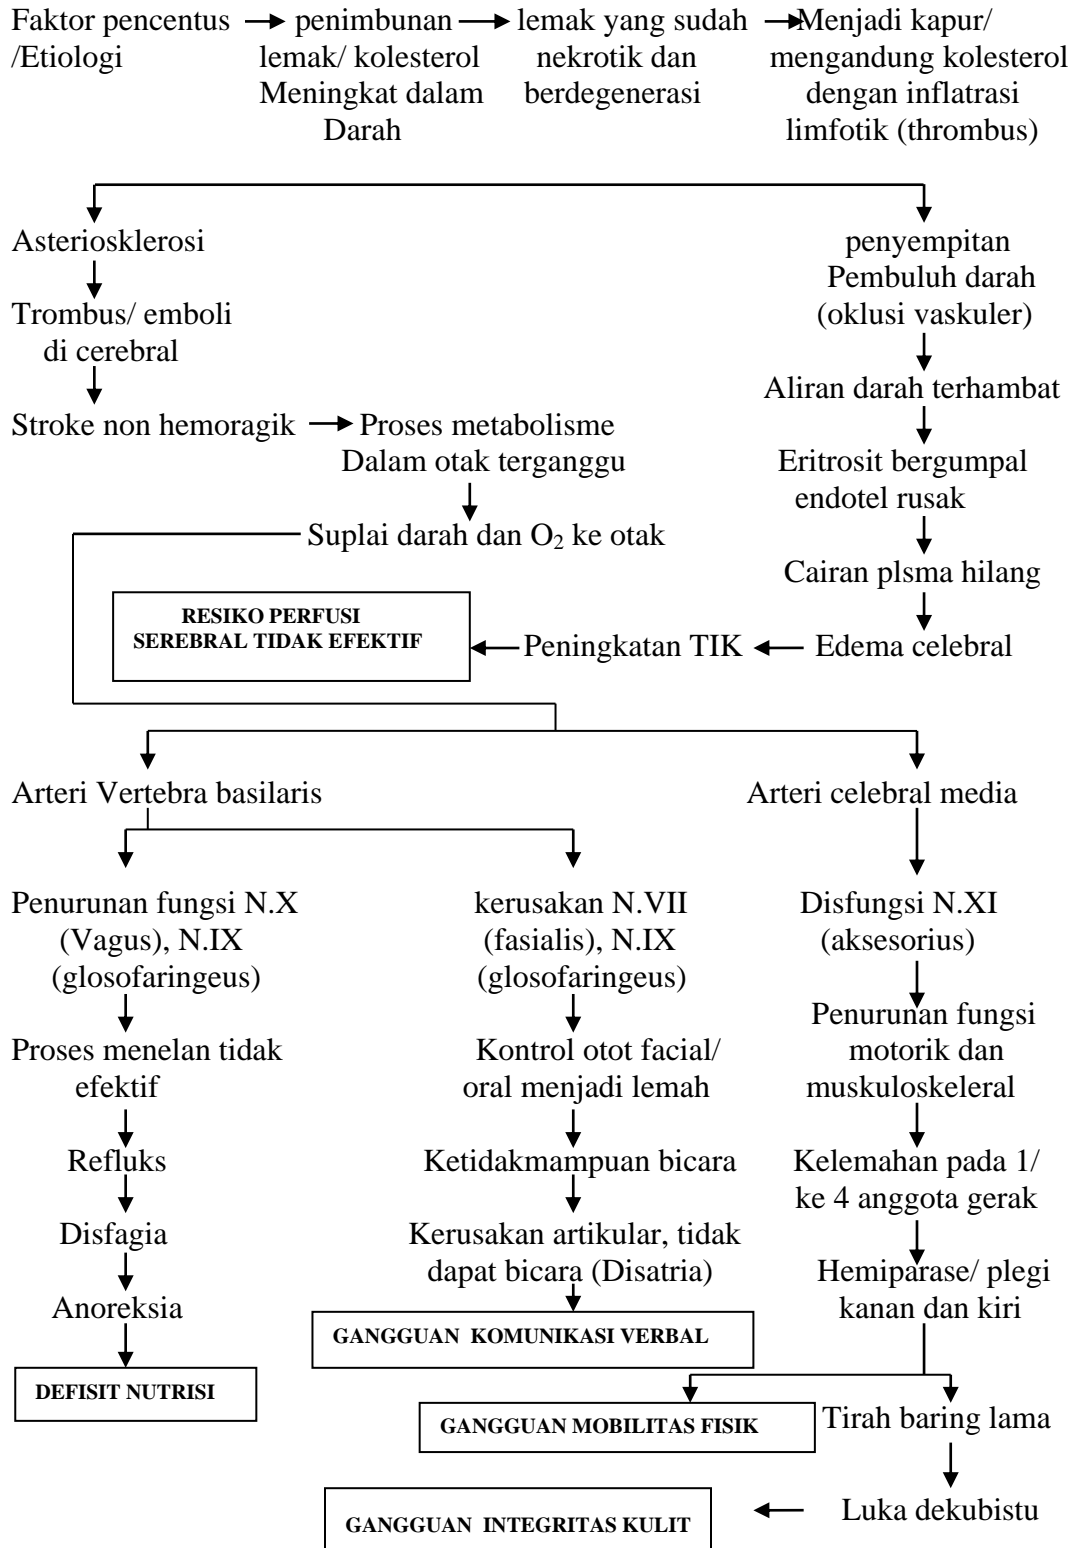 Faktor pencentus
/Etiologi
penimbunan
lemak/ kolesterol
Meningkat dalam
Darah
lemak yang sudah
nekrotik dan
berdegenerasi
Menjadi kapur/
mengandung kolesterol
dengan inflatrasi
limfotik (thrombus)
Asteriosklerosi
penyempitan
Pembuluh darah
(oklusi vaskuler)
Trombus/ emboli
di cerebral
Aliran darah terhambat
Stroke non hemoragik
Proses metabolisme
Dalam otak terganggu
Eritrosit bergumpal
endotel rusak
Suplai darah dan O₂ ke otak
Cairan plsma hilang
RESIKO PERFUSI
SEREBRAL TIDAK EFEKTIF
Peningkatan TIK
Edema celebral
Arteri Vertebra basilaris
Arteri celebral media
Penurunan fungsi N.X
(Vagus), N.IX
(glosofaringeus)
kerusakan N.VII
(fasialis), N.IX
(glosofaringeus)
Disfungsi N.XI
(aksesorius)
Proses menelan tidak
efektif
Kontrol otot facial/
oral menjadi lemah
Penurunan fungsi
motorik dan
muskuloskeleral
Refluks
Ketidakmampuan bicara
Kelemahan pada 1/
ke 4 anggota gerak
Disfagia
Kerusakan artikular, tidak
dapat bicara (Disatria)
Hemiparase/ plegi
kanan dan kiri
Anoreksia
GANGGUAN KOMUNIKASI VERBAL
DEFISIT NUTRISI
GANGGUAN MOBILITAS FISIK
Tirah baring lama
Luka dekubistu
GANGGUAN INTEGRITAS KULIT